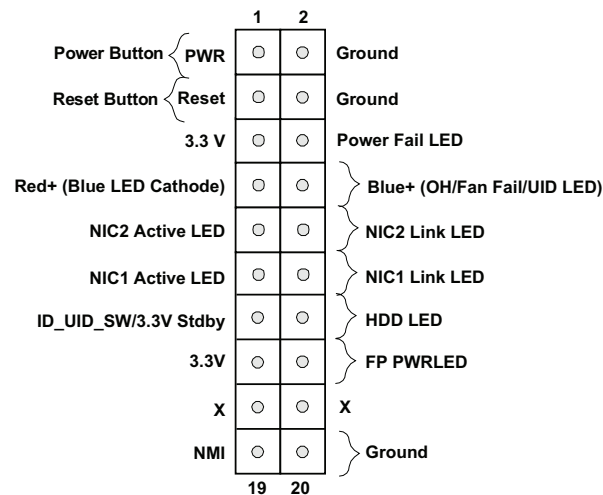 1 2
Power Button PWR Ground
Reset Button Reset Ground
3.3 V Power Fail LED
Red+ (Blue LED Cathode) Blue+ (OH/Fan Fail/UID LED)
NIC2 Active LED NIC2 Link LED
NIC1 Active LED NIC1 Link LED
ID_UID_SW/3.3V Stdby HDD LED
3.3V FP PWRLED
X X
NMI Ground
19 20